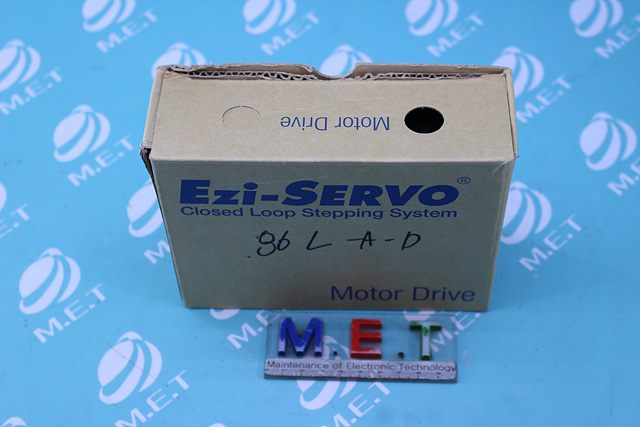 Motor Drive
Ezi-SERVO®
Closed Loop Stepping System
86 L -A-D
Motor Drive
M.E.T
Maintenance of Electronic Technology